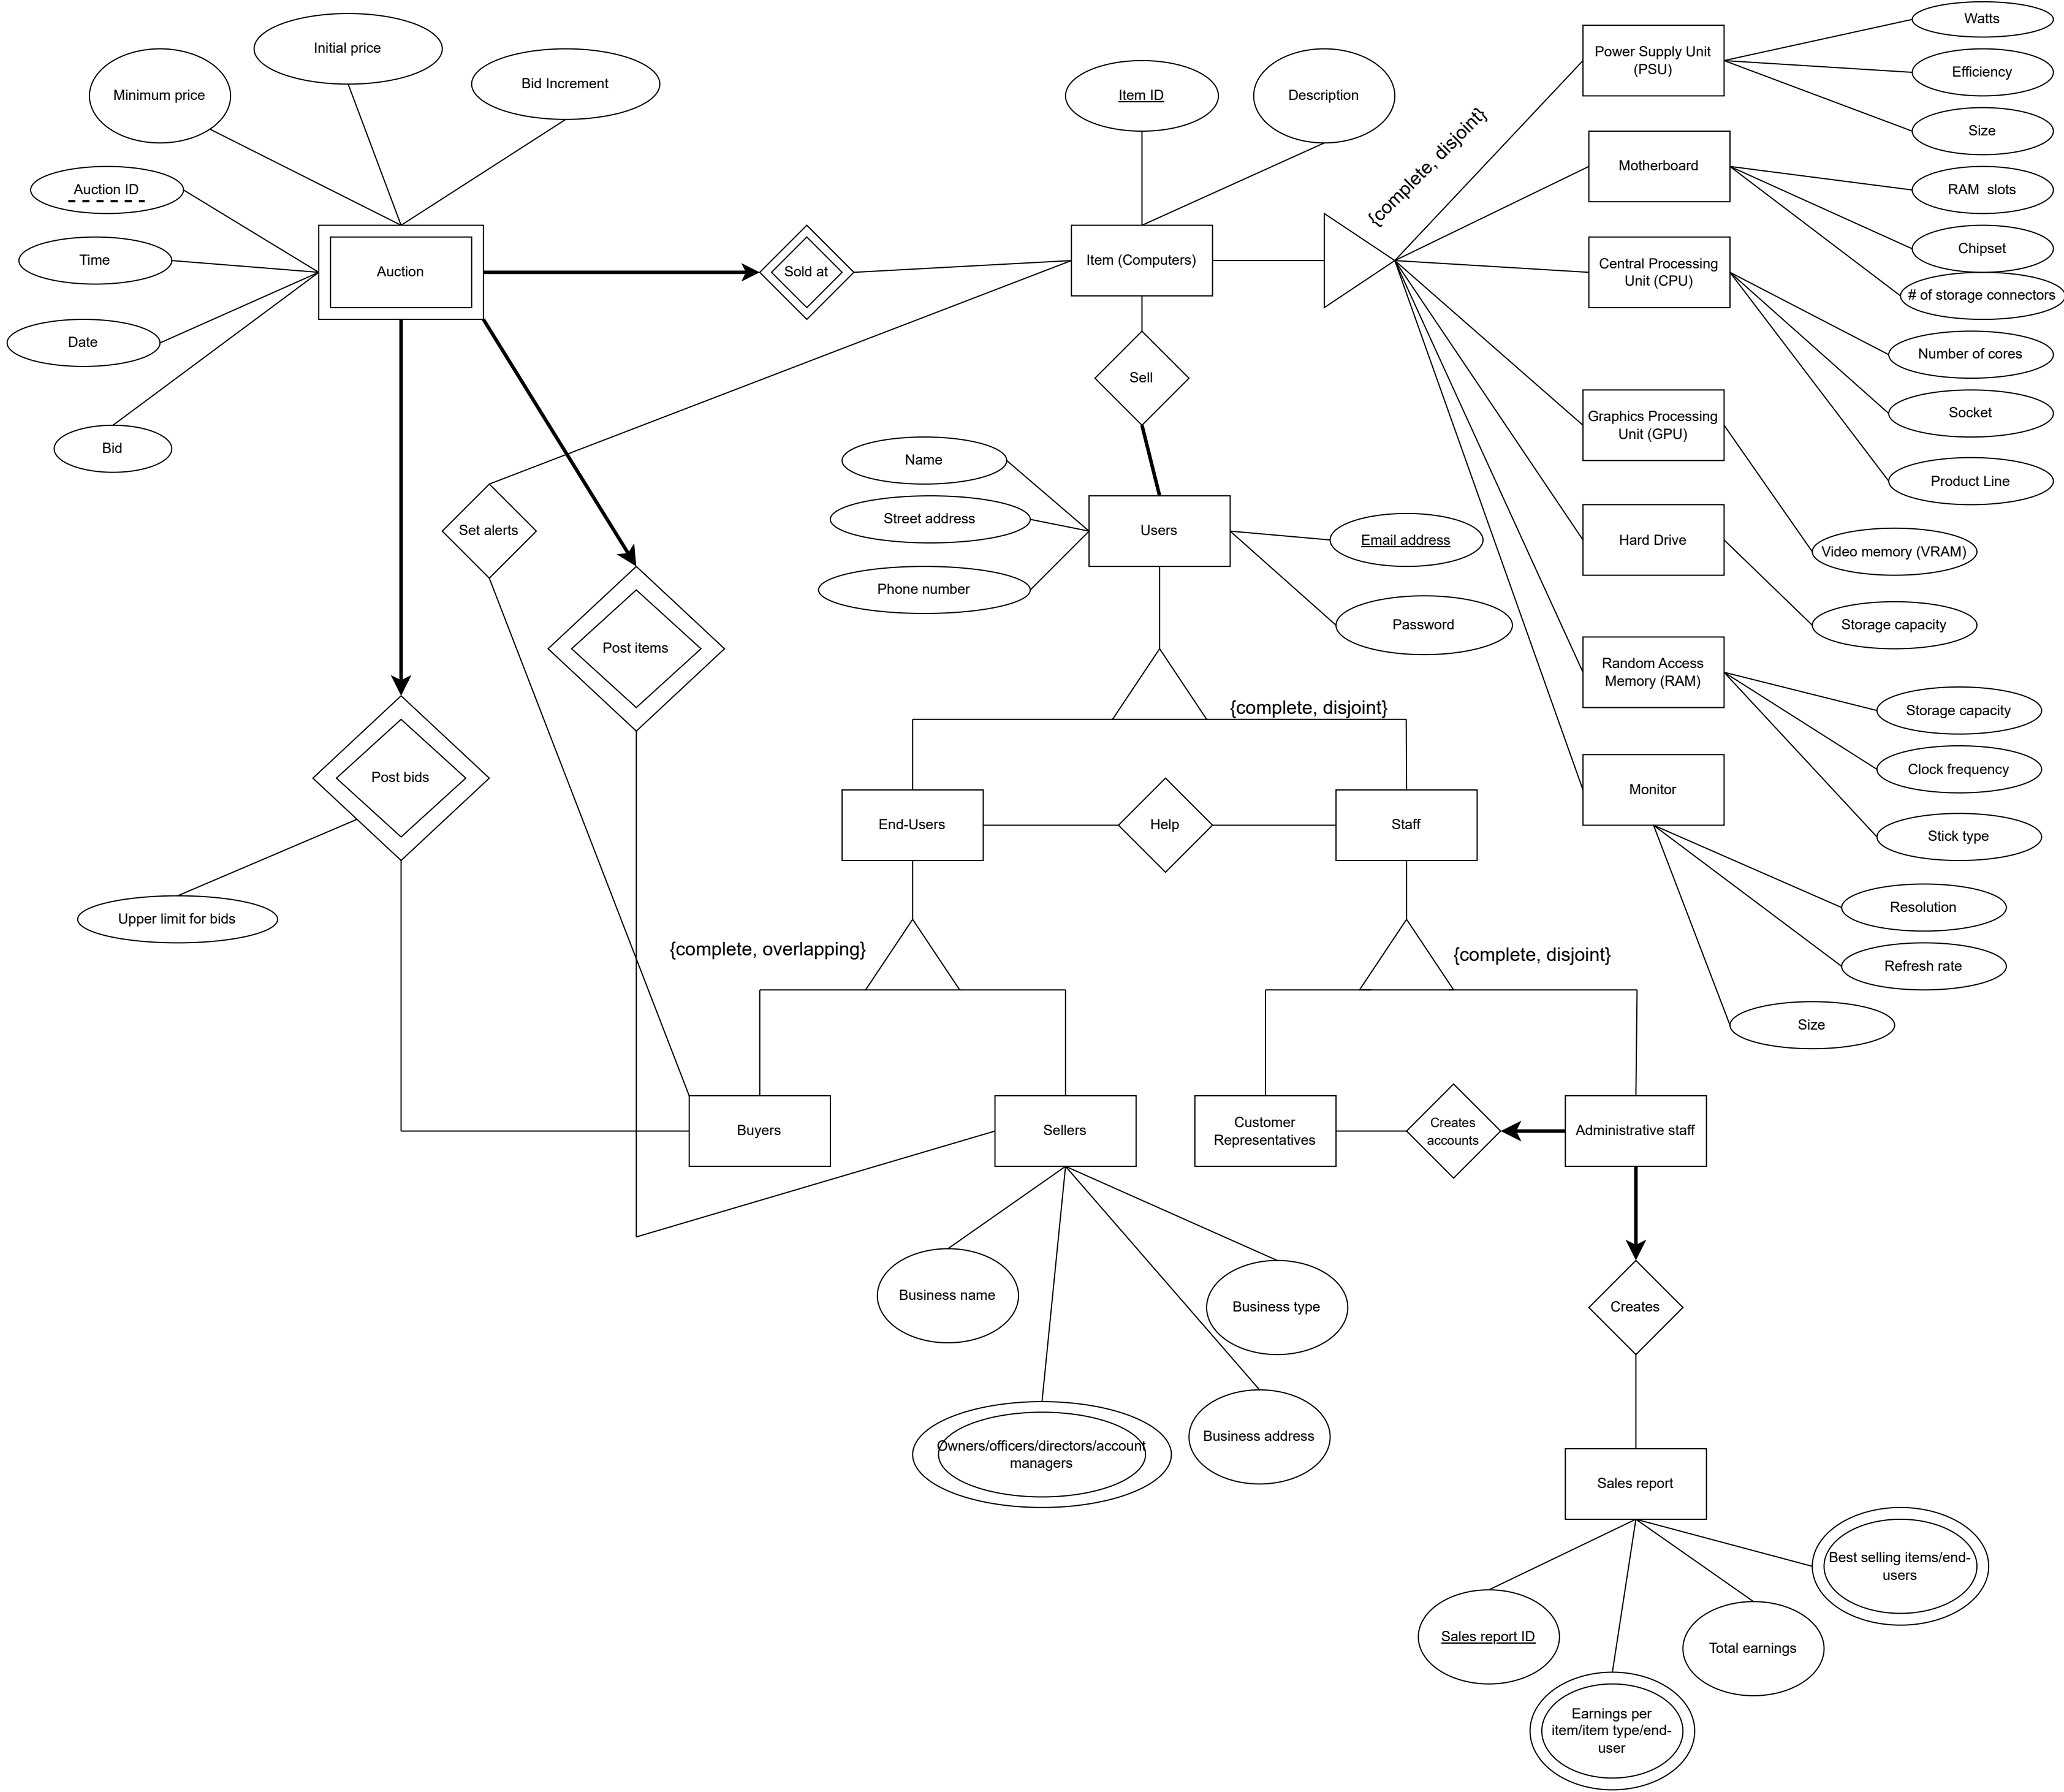 Initial price
Minimum price
Bid Increment
Auction ID
Time
Date
Bid
Auction
Sold at
Item ID
Description
Item (Computers)
{complete, disjoint}
Power Supply Unit
(PSU)
Watts
Efficiency
Size
Motherboard
RAM  slots
Chipset
# of storage connectors
Central Processing
Unit (CPU)
Number of cores
Socket
Product Line
Graphics Processing
Unit (GPU)
Video memory (VRAM)
Hard Drive
Storage capacity
Random Access
Memory (RAM)
Storage capacity
Clock frequency
Stick type
Monitor
Resolution
Refresh rate
Size
Sell
Name
Street address
Phone number
Users
Email address
Password
Set alerts
Post items
Post bids
Upper limit for bids
{complete, disjoint}
End-Users
Help
Staff
{complete, overlapping}
{complete, disjoint}
Buyers
Sellers
Customer
Representatives
Creates
accounts
Administrative staff
Business name
Business type
Business address
Owners/officers/directors/account
managers
Creates
Sales report
Best selling items/end-
users
Sales report ID
Total earnings
Earnings per
item/item type/end-
user